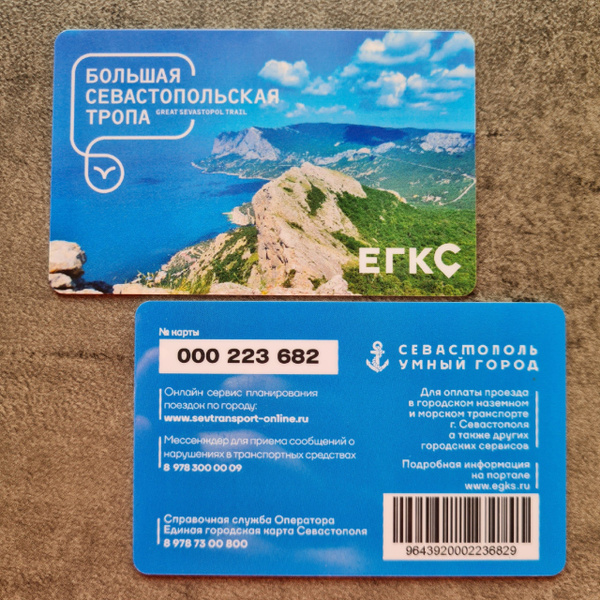 БОЛЬШАЯ
СЕВАСТОПОЛЬСКАЯ
ТРОПА GREAT SEVASTOPOL TRAIL
ЕГКС
№ карты
000 223 682
Онлайн сервис планирования
поездок по городу:
www.sevtransport-online.ru
Мессенжер для приема сообщений о
нарушениях в транспортных средствах
8 978 300 00 09
Справочная служба Оператора
Единая городская карта Севастополя
8 978 73 00 800
СЕВАСТОПОЛЬ
УМНЫЙ ГОРОД
Для оплаты проезда
в городском наземном
и морском транспорте
г. Севастополя
а также других
городских сервисов
Подробная информация
на портале
www.egks.ru
9643920002236829